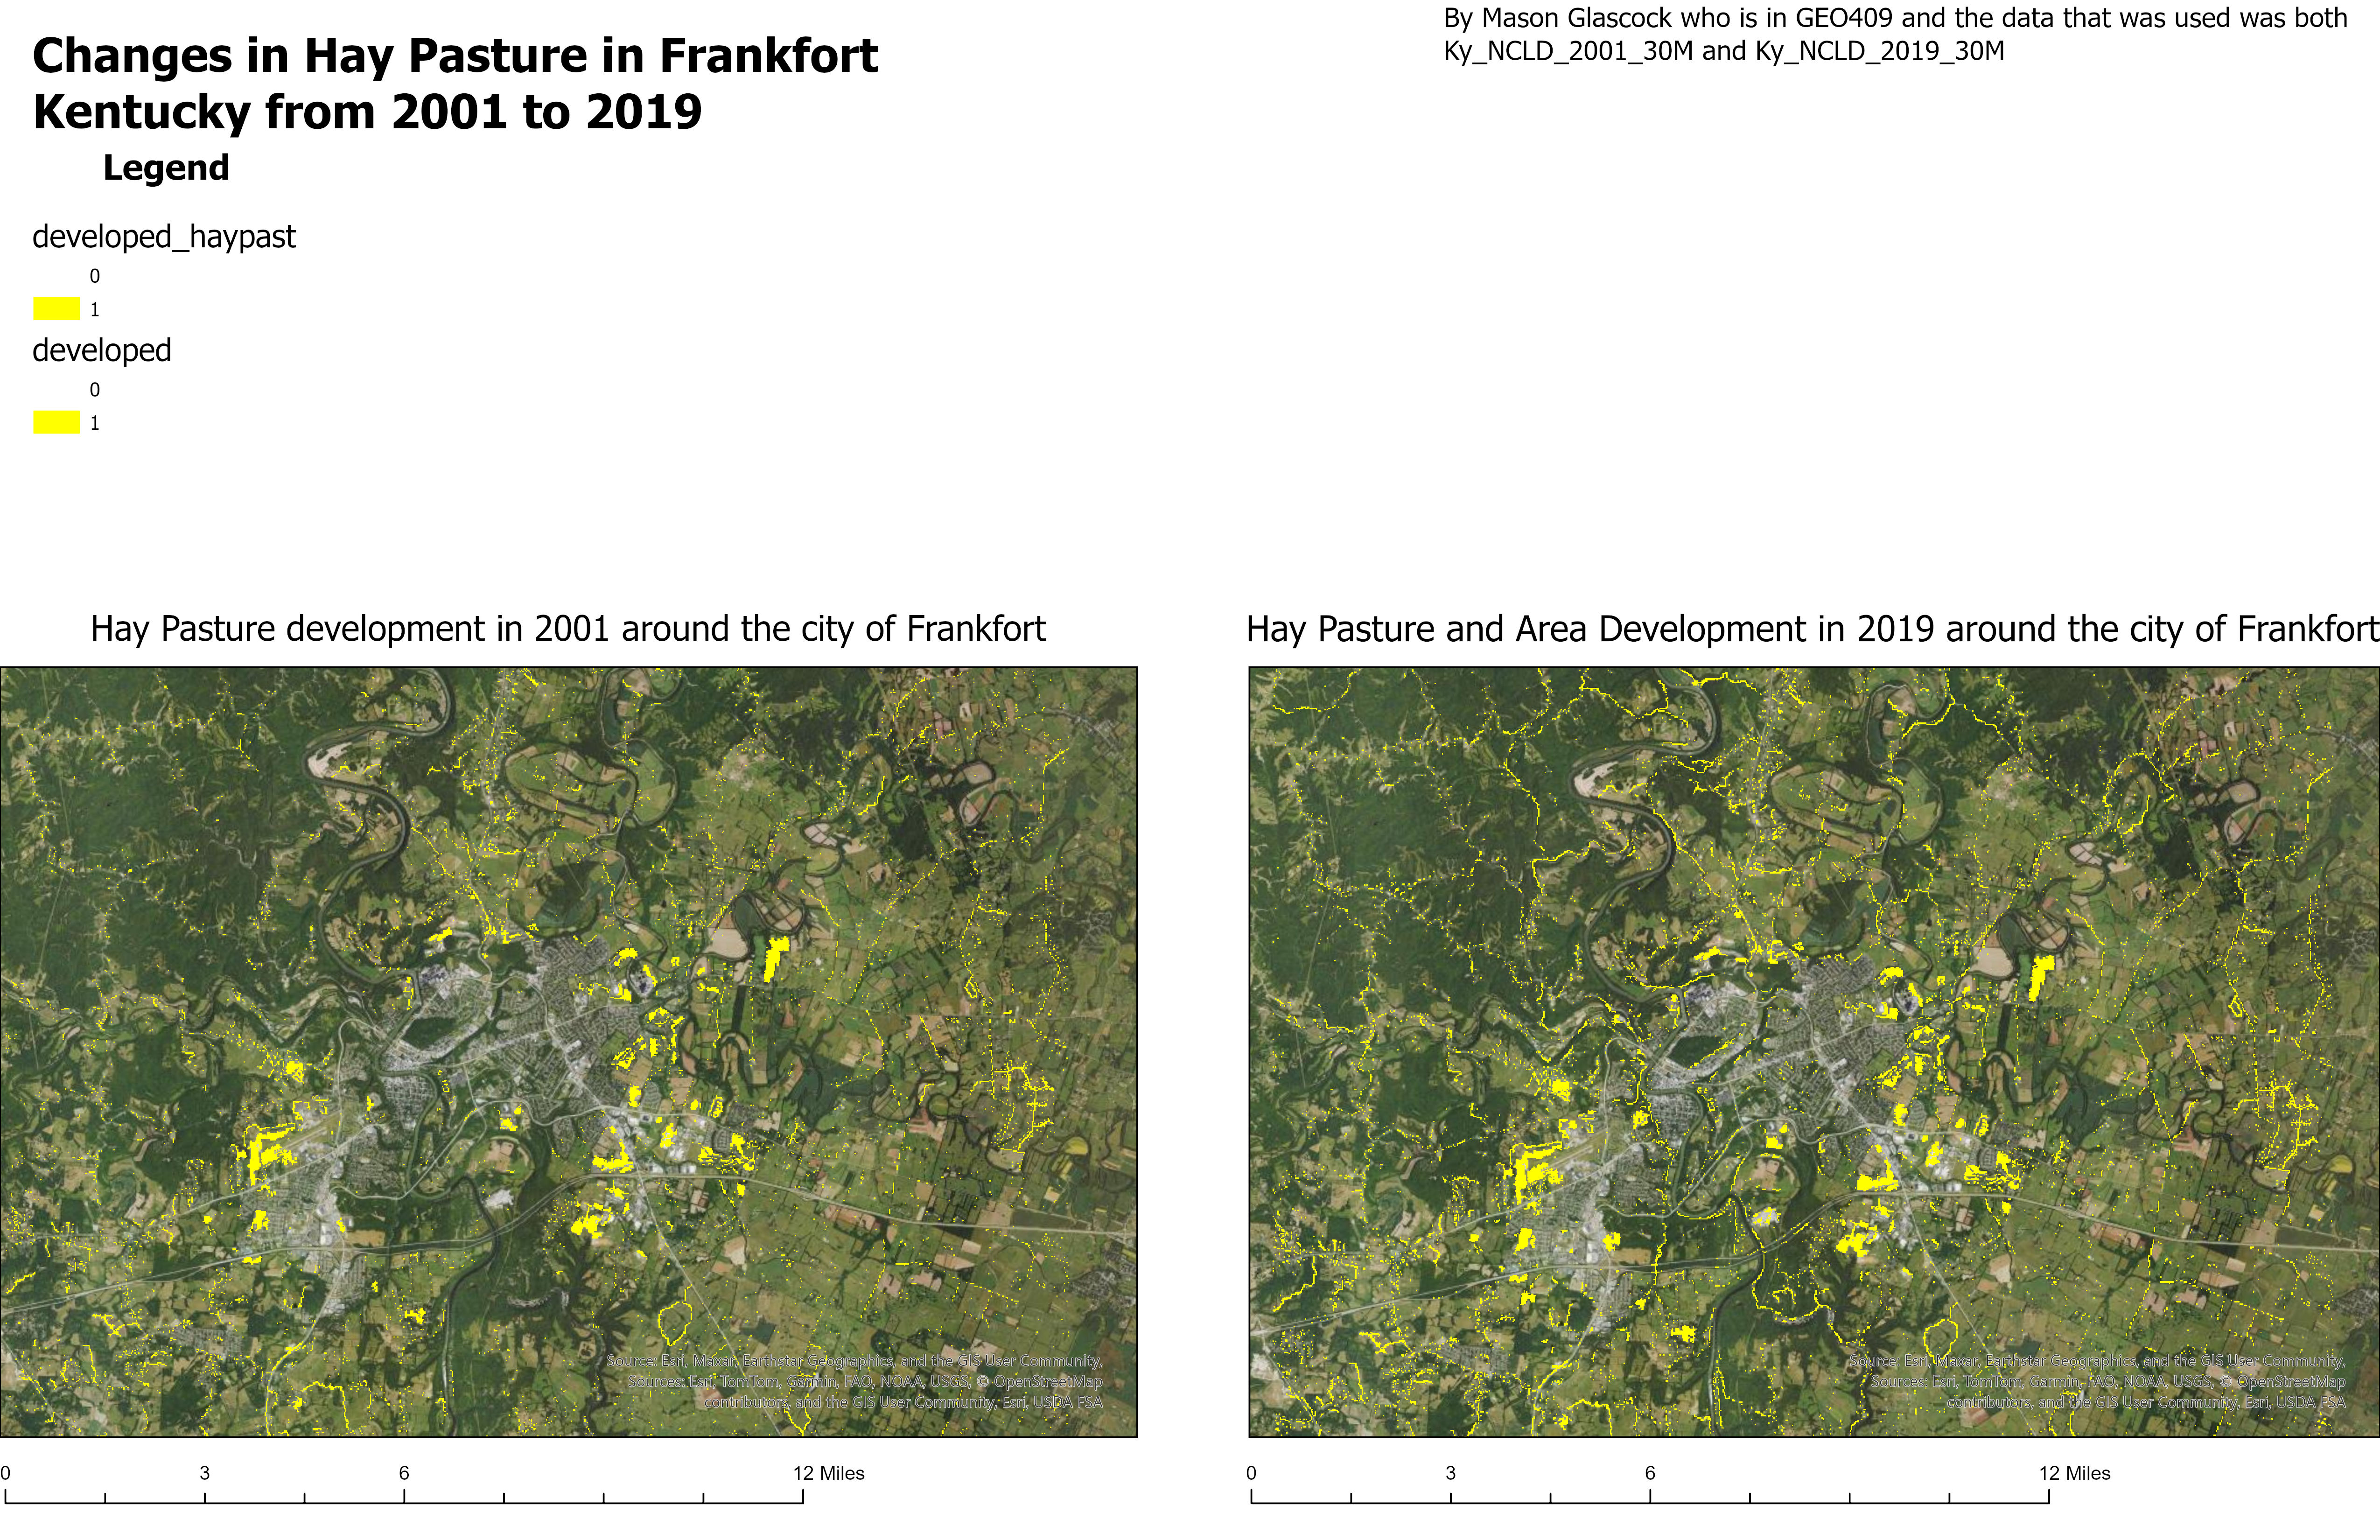 By Mason Glascock who is in GEO409 and the data that was used was both
Ky_NCLD_2001_30M and Ky_NCLD_2019_30M
Changes in Hay Pasture in Frankfort
Kentucky from 2001 to 2019
Legend
developed_haypast
0
1
developed
0
1
Hay Pasture development in 2001 around the city of Frankfort
Hay Pasture and Area Development in 2019 around the city of Frankfort
Source: Esri, Maxar, Earthstar Geographics, and the GIS User Community,
Sources: Esri, TomTom, Garmin, FAO, NOAA, USGS, © OpenStreetMap
contributors, and the GIS User Community, Esri, USDA FSA
Source: Esri, Maxar, Earthstar Geographics, and the GIS User Community,
Sources: Esri, TomTom, Garmin, FAO, NOAA, USGS, © OpenStreetMap
contributors, and the GIS User Community, Esri, USDA FSA
0 3 6 12 Miles
0 3 6 12 Miles